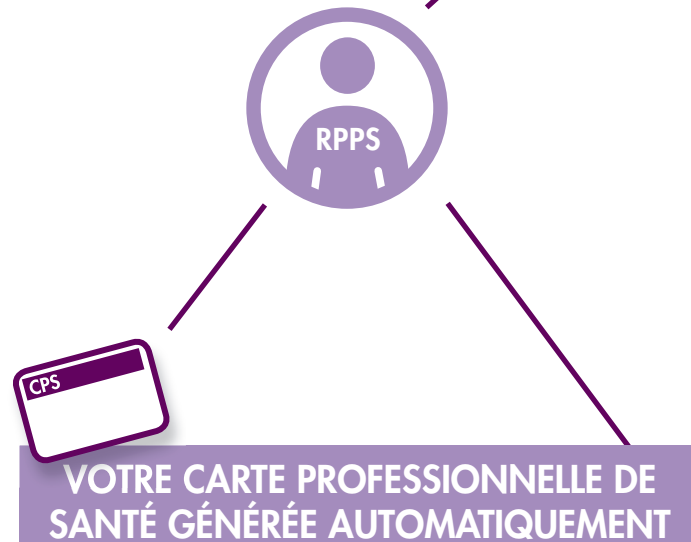 RPPS
CPS
VOTRE CARTE PROFESSIONNELLE DE
SANTÉ GÉNÉRÉE AUTOMATIQUEMENT